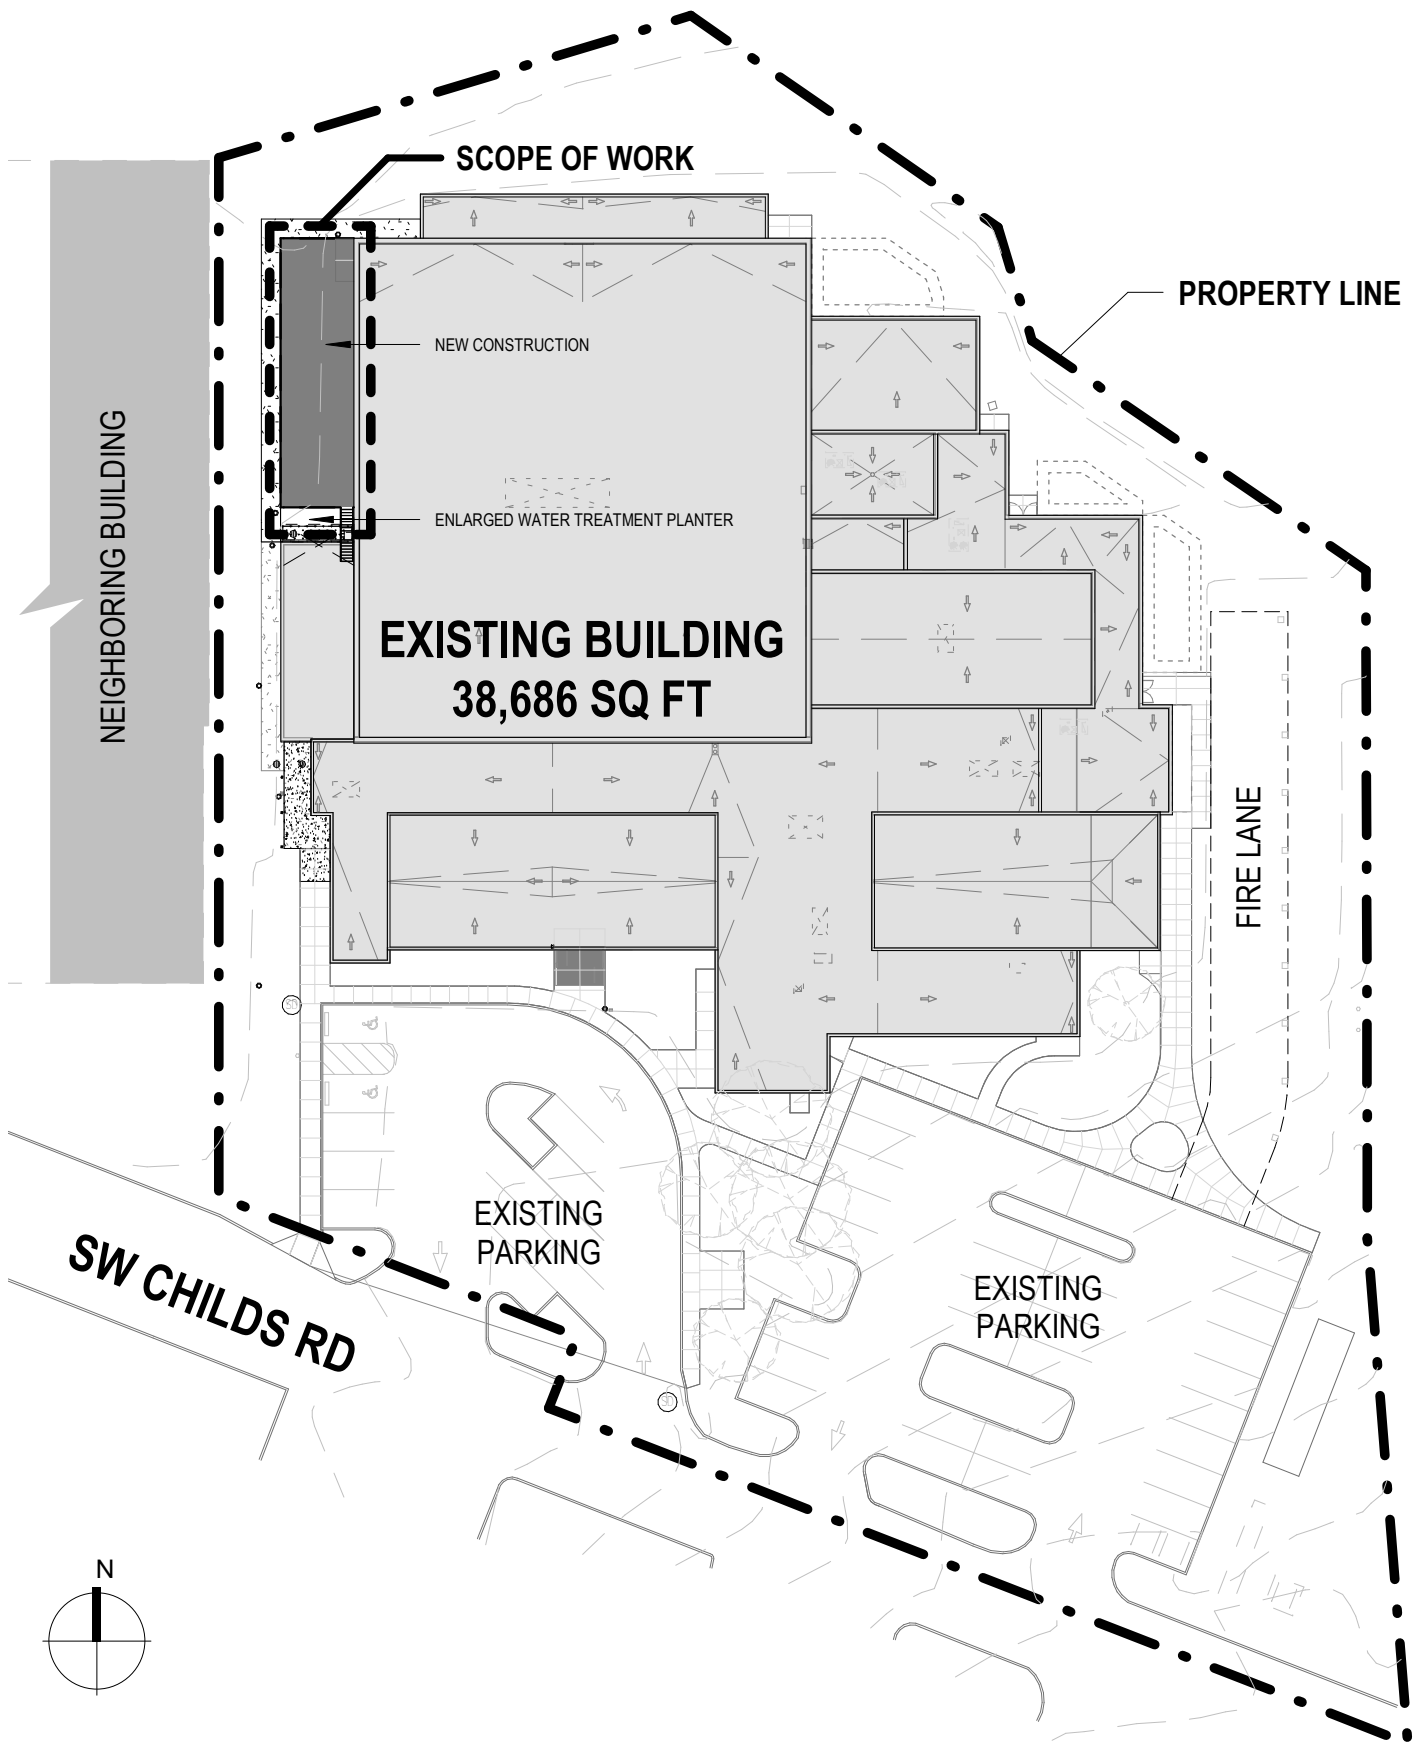 SCOPE OF WORK
PROPERTY LINE
NEW CONSTRUCTION
NEIGHBORING BUILDING
ENLARGED WATER TREATMENT PLANTER
EXISTING BUILDING
38,686 SQ FT
FIRE LANE
EXISTING
PARKING
SW CHILDS RD
EXISTING
PARKING
N